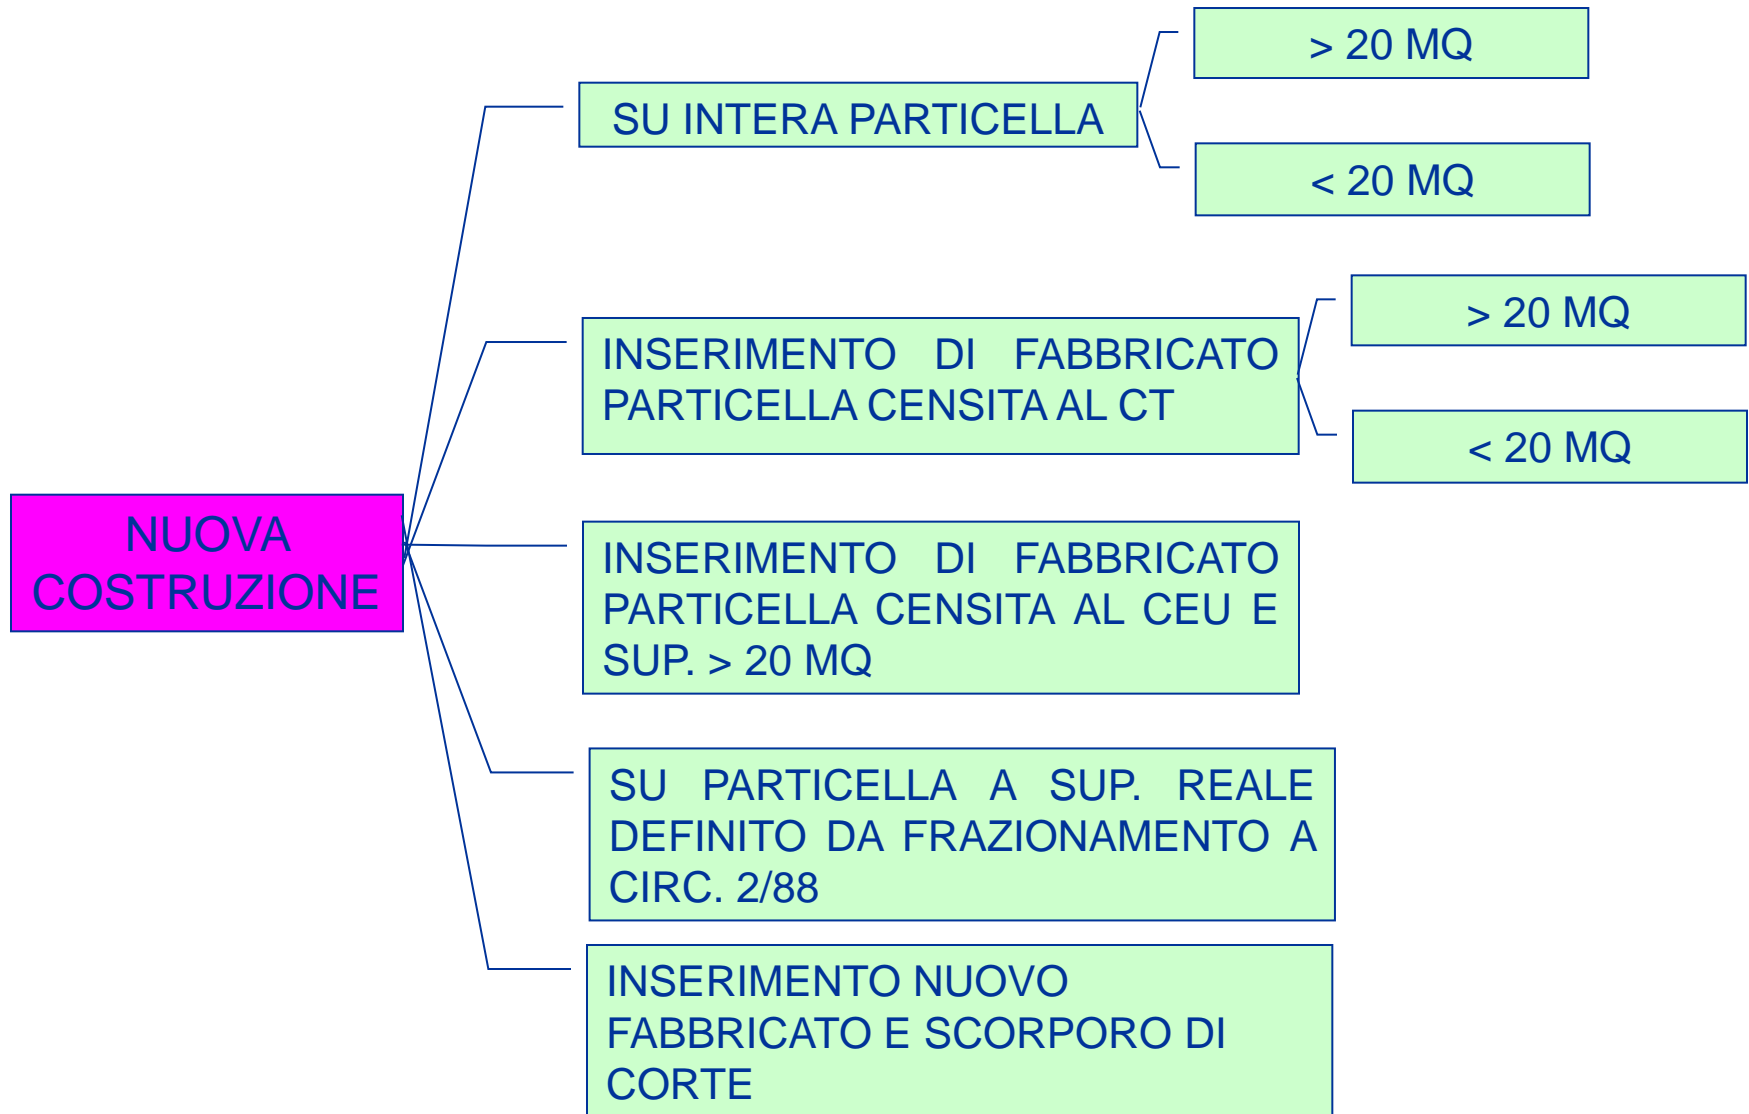 > 20 MQ
SU INTERA PARTICELLA
< 20 MQ
> 20 MQ
INSERIMENTO DI FABBRICATO
PARTICELLA CENSITA AL CT
< 20 MQ
NUOVA
COSTRUZIONE
INSERIMENTO DI FABBRICATO
PARTICELLA CENSITA AL CEU E
SUP. > 20 MQ
SU PARTICELLA A SUP. REALE
DEFINITO DA FRAZIONAMENTO A
CIRC. 2/88
INSERIMENTO NUOVO
FABBRICATO E SCORPORO DI
CORTE